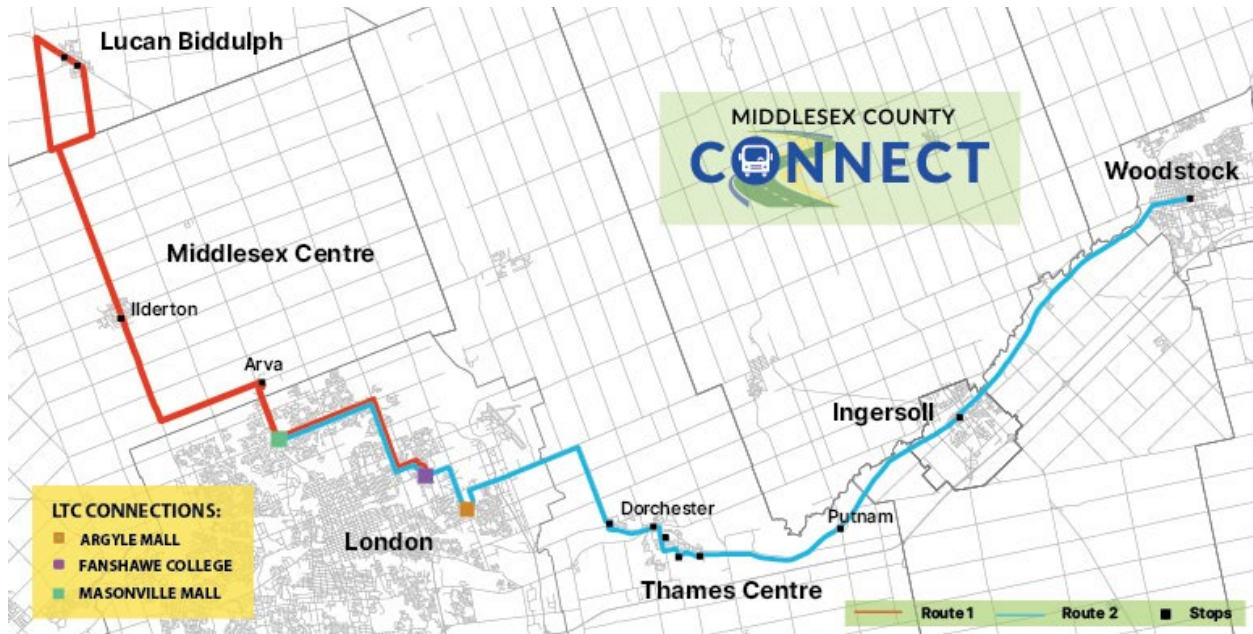 Lucan Biddulph
MIDDLESEX COUNTY
CONNECT
Woodstock
Middlesex Centre
Ilderton
Arva
Ingersoll
LTC CONNECTIONS:
ARGYLE MALL
FANSHAWE COLLEGE
MASONVILLE MALL
London
Dorchester
Putnam
Thames Centre
Route 1 Route 2 Stops